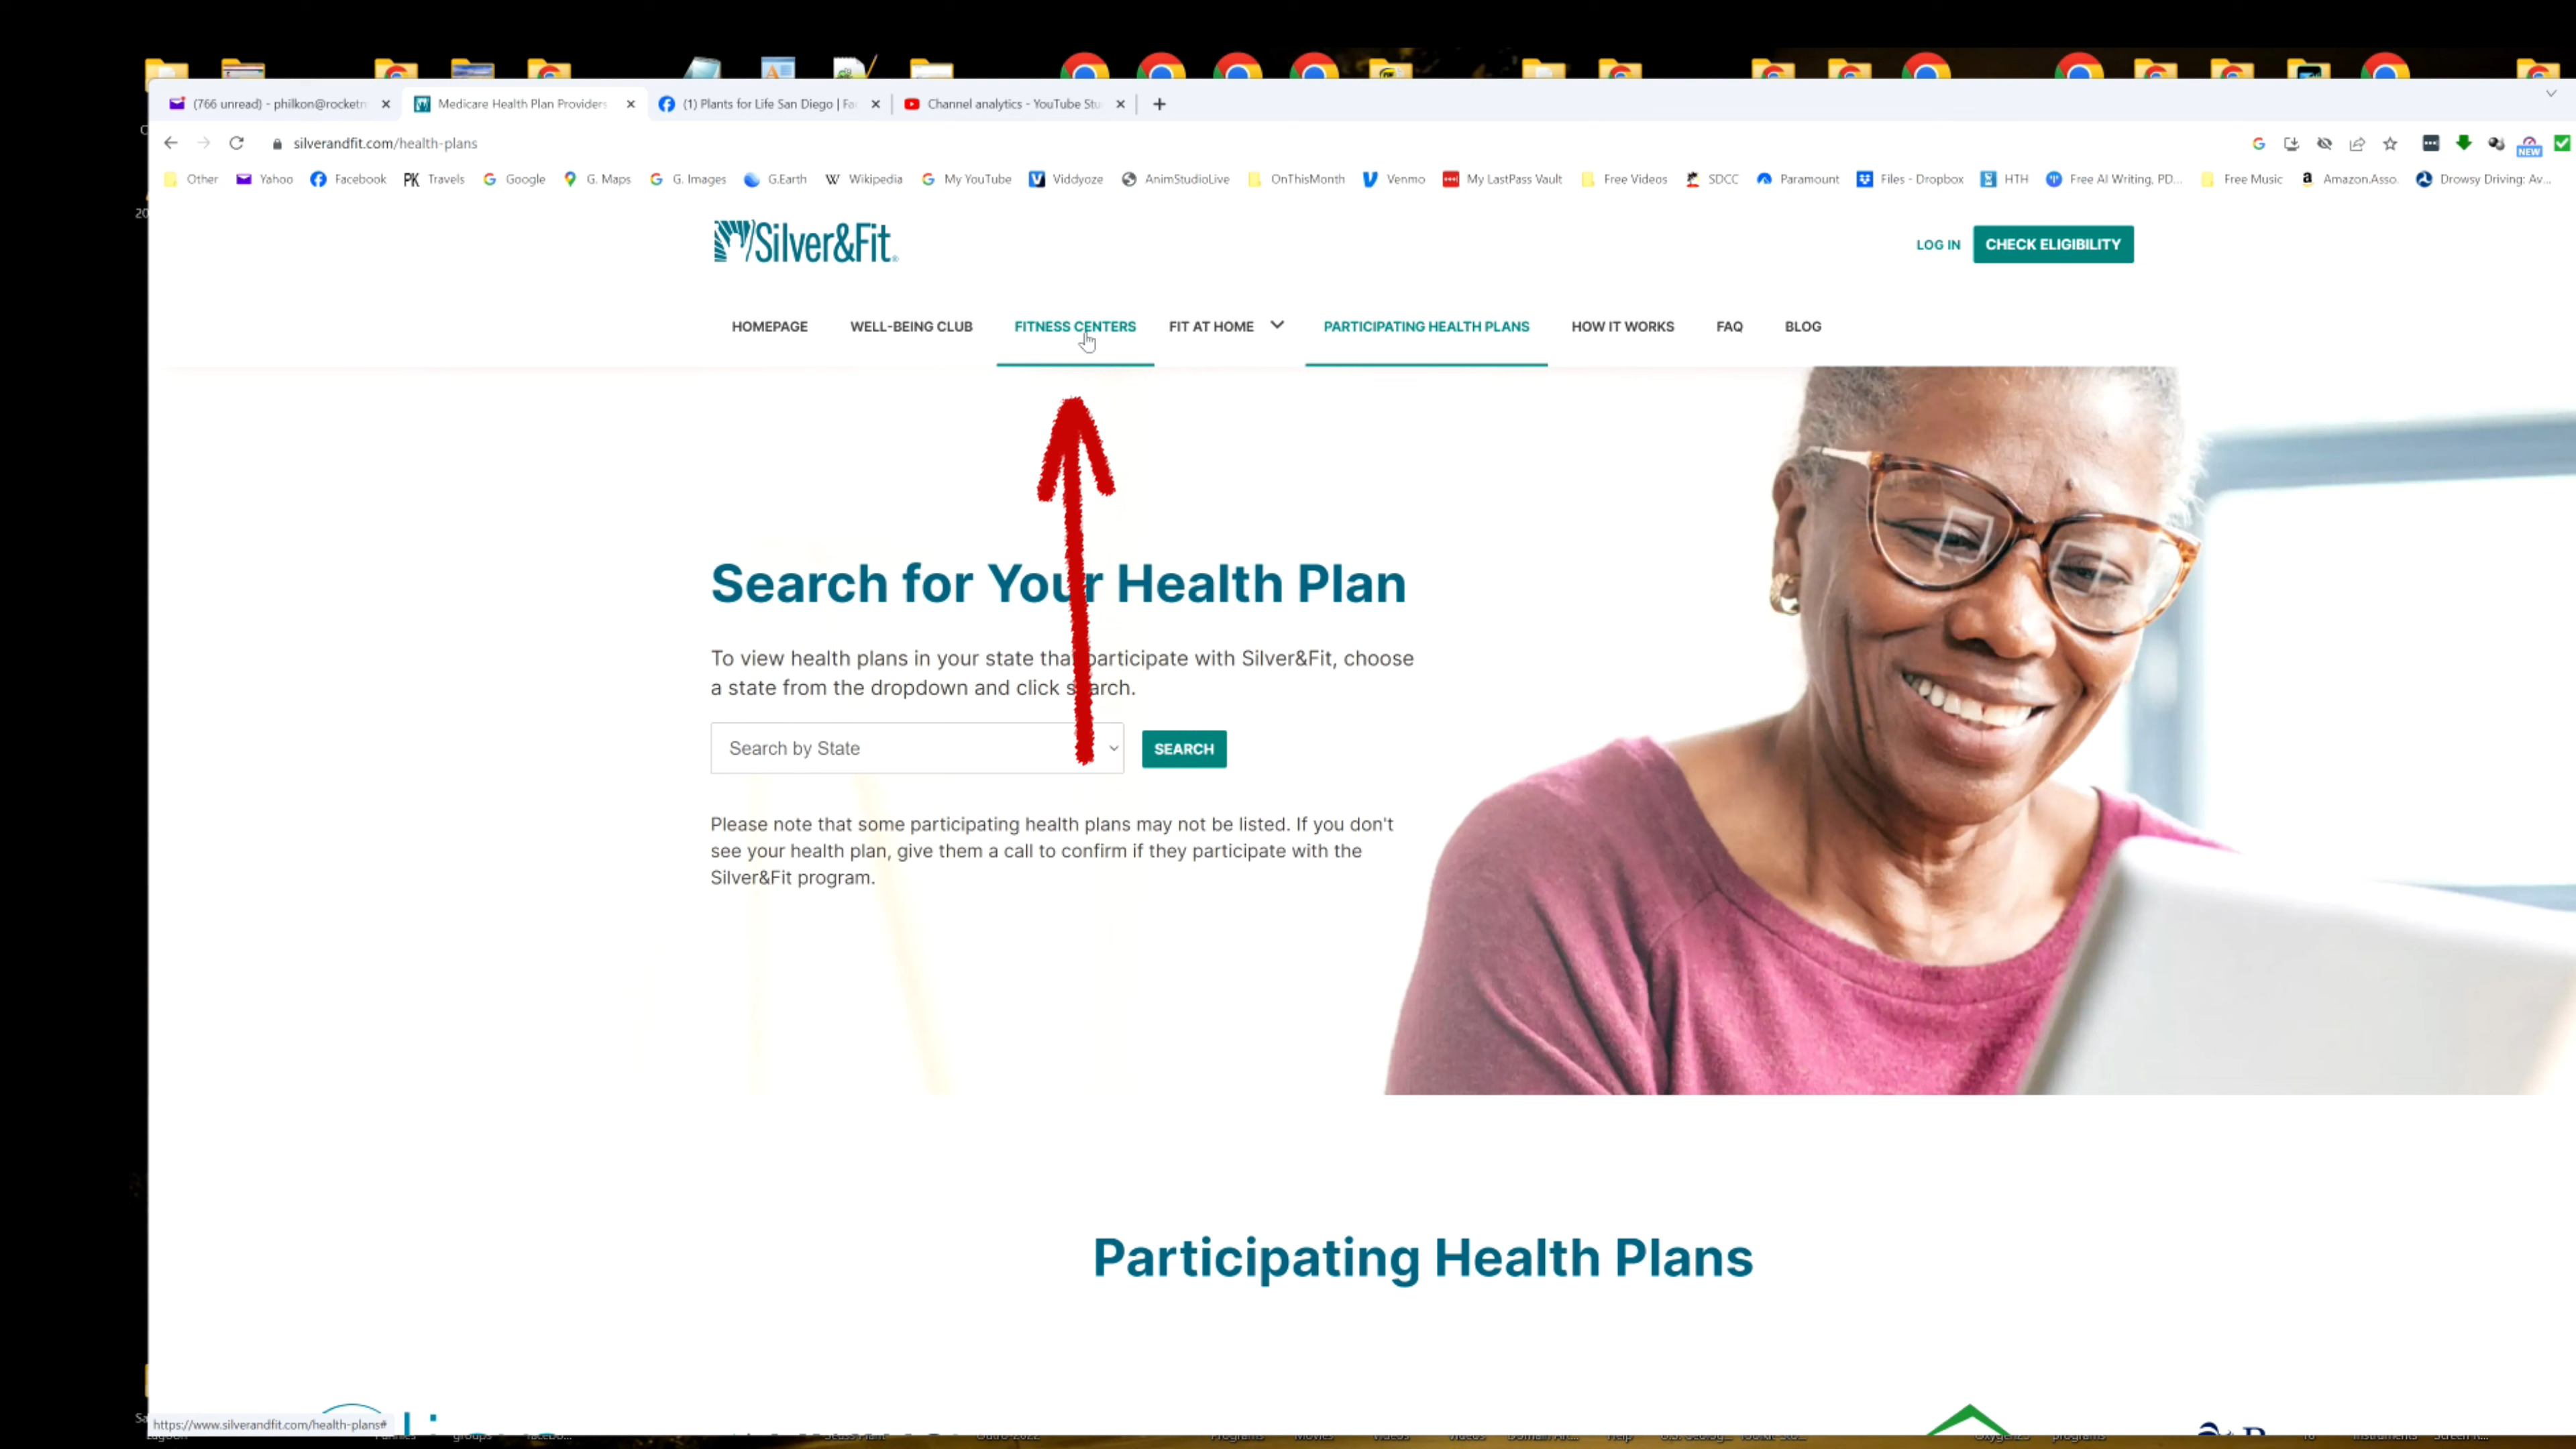 (766 unread) - philkon@rocketn
Medicare Health Plan Providers
(1) Plants for Life San Diego | Fac
Channel analytics - YouTube Stu
silverandfit.com/health-plans
NEW
Other
Yahoo
Facebook
PK Travels
Google
G. Maps
G. Images
G.Earth
W Wikipedia
My YouTube
Viddyoze
AnimStudioLive
OnThisMonth
Venmo
My LastPass Vault
Free Videos
SDCC
Paramount
Files - Dropbox
HTH
Free AI Writing, PD...
Free Music
a Amazon.Asso.
Drowsy Driving: Av...
Silver&Fit®
LOG IN
CHECK ELIGIBILITY
HOMEPAGE
WELL-BEING CLUB
FITNESS CENTERS
FIT AT HOME
PARTICIPATING HEALTH PLANS
HOW IT WORKS
FAQ
BLOG
Search for Your Health Plan
To view health plans in your state that participate with Silver&Fit, choose
a state from the dropdown and click search.
Search by State
SEARCH
Please note that some participating health plans may not be listed. If you don't
see your health plan, give them a call to confirm if they participate with the
Silver&Fit program.
Participating Health Plans
https://www.silverandfit.com/health-plans#